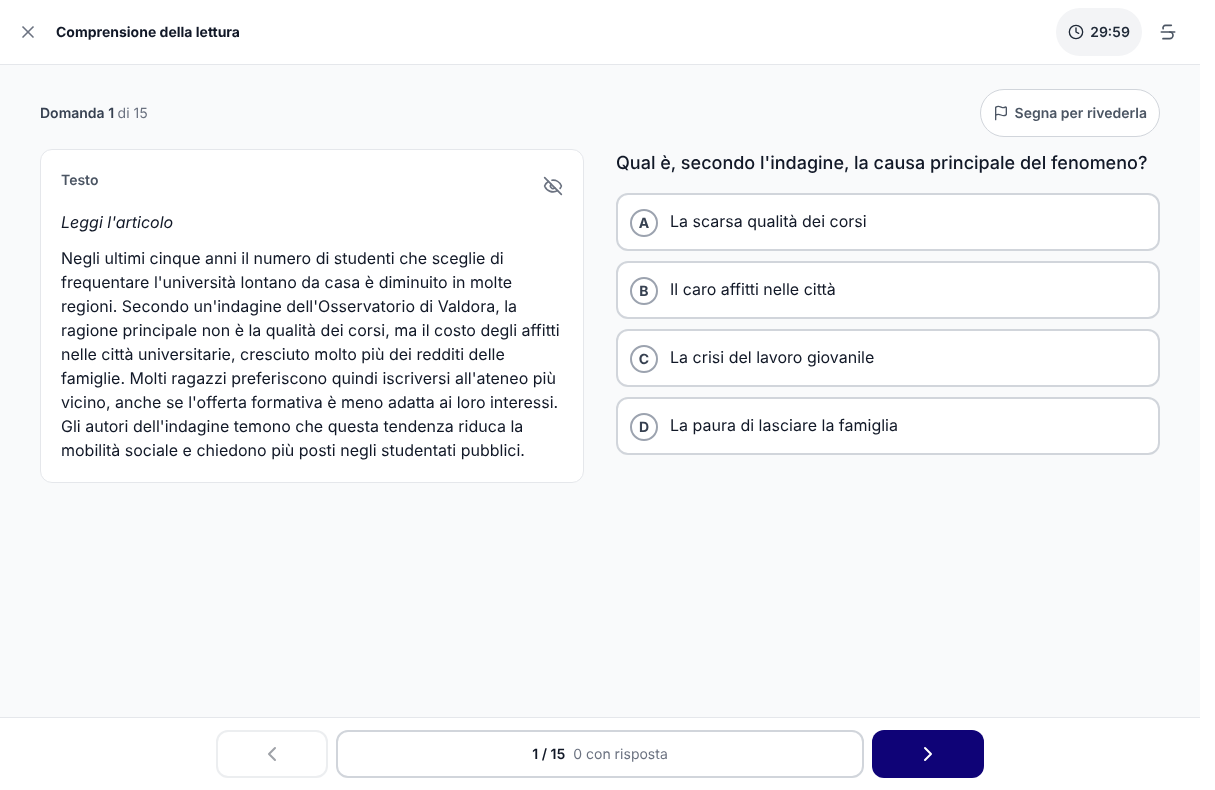 Comprensione della lettura
29:59
Domanda 1 di 15
Segna per rivederla
Testo
Leggi l'articolo
Negli ultimi cinque anni il numero di studenti che sceglie di
frequentare l'università lontano da casa è diminuito in molte
regioni. Secondo un'indagine dell'Osservatorio di Valdora, la
ragione principale non è la qualità dei corsi, ma il costo degli affitti
nelle città universitarie, cresciuto molto più dei redditi delle
famiglie. Molti ragazzi preferiscono quindi iscriversi all'ateneo più
vicino, anche se l'offerta formativa è meno adatta ai loro interessi.
Gli autori dell'indagine temono che questa tendenza riduca la
mobilità sociale e chiedono più posti negli studentati pubblici.
Qual è, secondo l'indagine, la causa principale del fenomeno?
A La scarsa qualità dei corsi
B Il caro affitti nelle città
C La crisi del lavoro giovanile
D La paura di lasciare la famiglia
1 / 15 0 con risposta